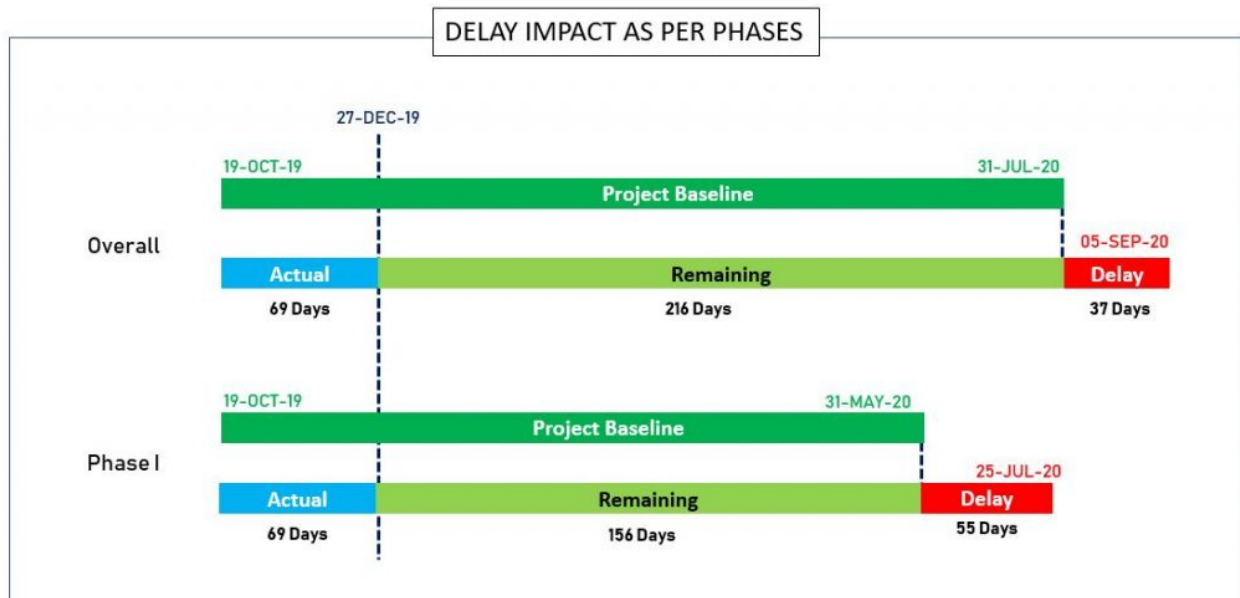 DELAY IMPACT AS PER PHASES
27-DEC-19
19-OCT-19
31-JUL-20
Project Baseline
Overall
05-SEP-20
Actual
Remaining
Delay
69 Days
216 Days
37 Days
19-OCT-19
31-MAY-20
Project Baseline
Phase I
25-JUL-20
Actual
Remaining
Delay
69 Days
156 Days
55 Days